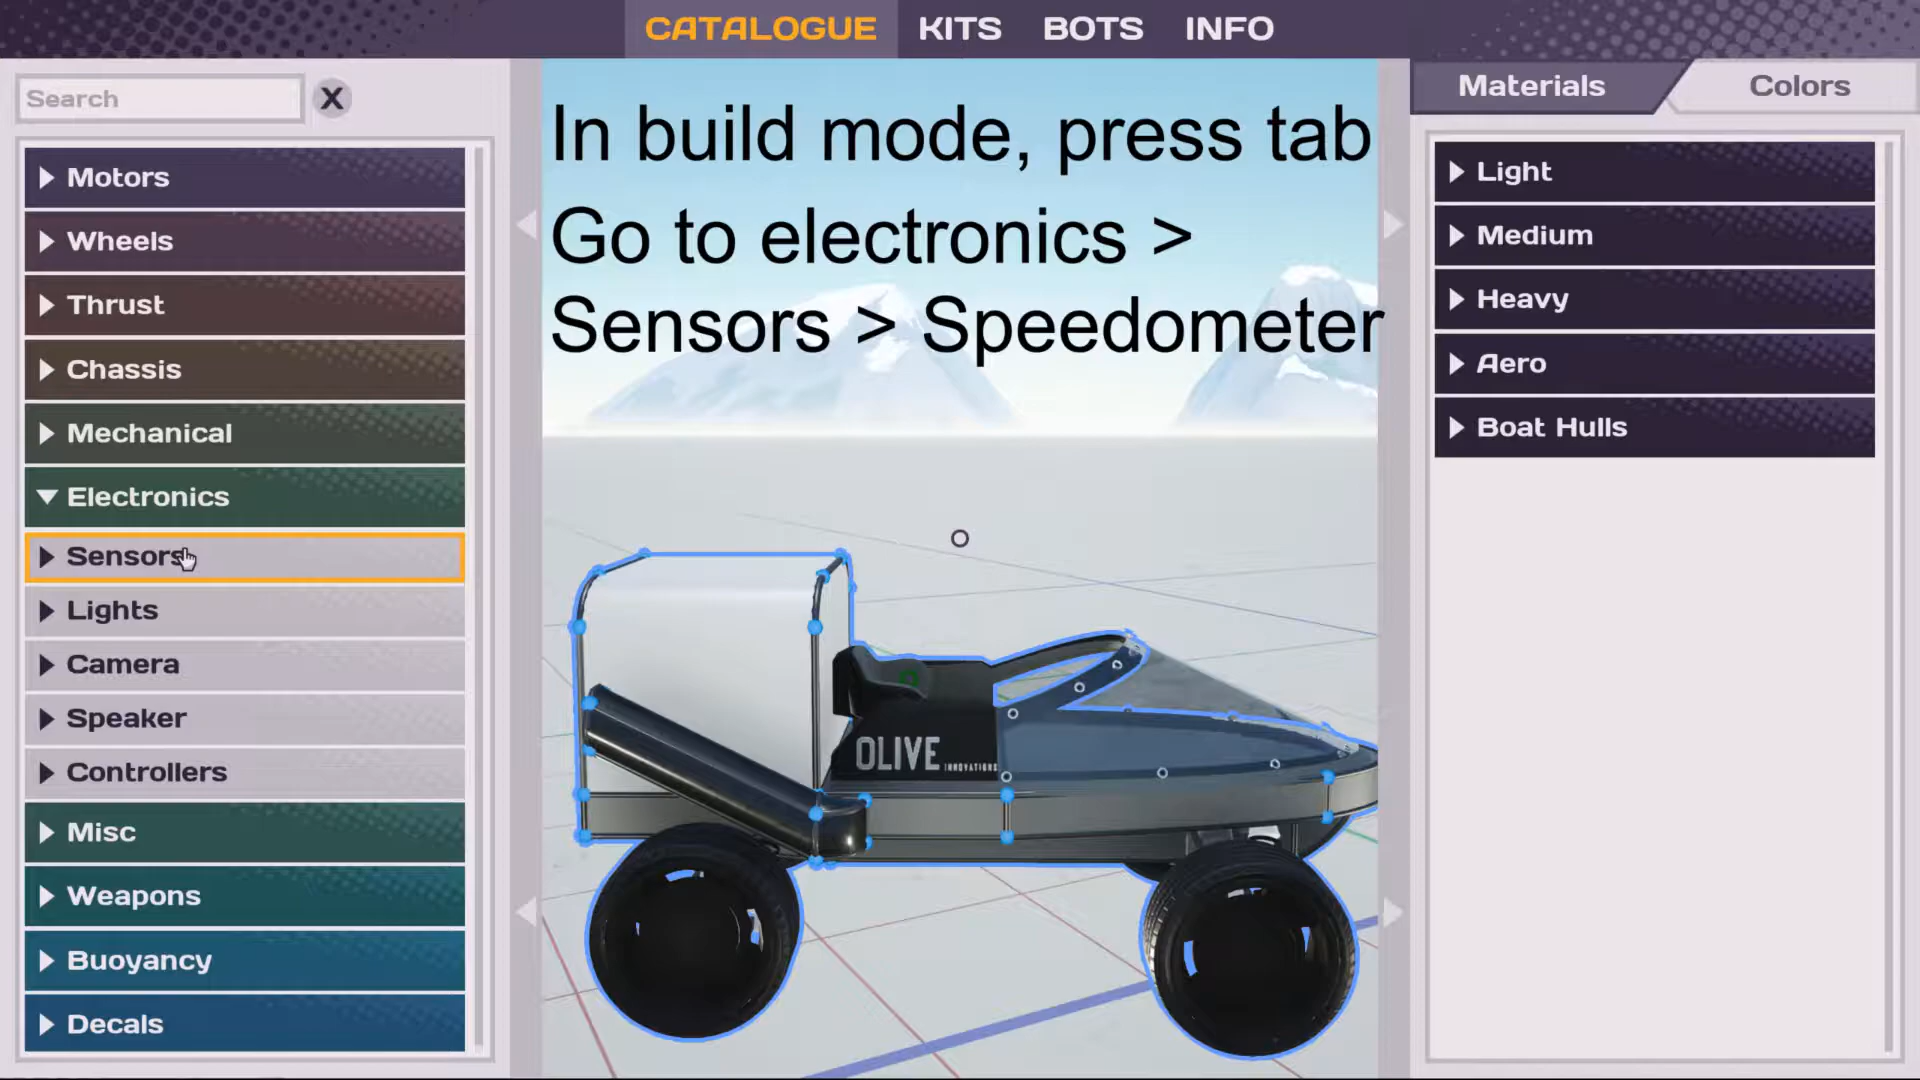 CATALOGUE KITS BOTS INFO
Search X
Motors
Wheels
Thrust
Chassis
Mechanical
Electronics
Sensors
Lights
Camera
Speaker
Controllers
Misc
Weapons
Buoyancy
Decals
In build mode, press tab
Go to electronics >
Sensors > Speedometer
OLIVE INNOVATIONS
Materials Colors
Light
Medium
Heavy
Aero
Boat Hulls